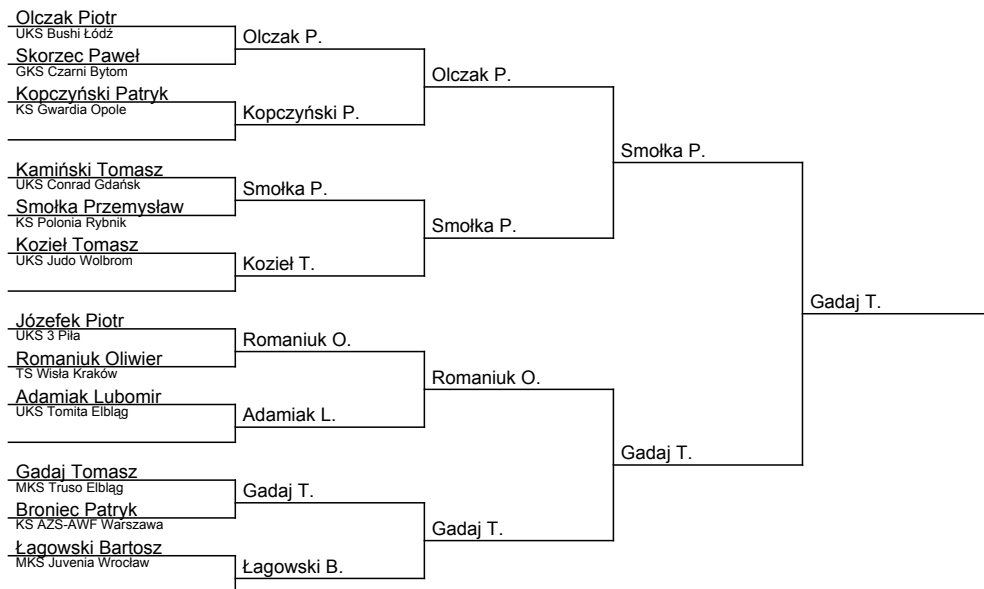 Olczak Piotr
UKS Bushi Łódź
Olczak P.
Skorzec Paweł
GKS Czarni Bytom
Olczak P.
Kopczyński Patryk
KS Gwardia Opole
Kopczyński P.
Smołka P.
Kamiński Tomasz
UKS Conrad Gdańsk
Smołka P.
Smołka Przemysław
KS Polonia Rybnik
Smołka P.
Kozieł Tomasz
UKS Judo Wolbrom
Kozieł T.
Gadaj T.
Józefek Piotr
UKS 3 Piła
Romaniuk O.
Romaniuk Oliwier
TS Wisła Kraków
Romaniuk O.
Adamiak Lubomir
UKS Tomita Elbląg
Adamiak L.
Gadaj T.
Gadaj Tomasz
MKS Truso Elbląg
Gadaj T.
Broniec Patryk
KS AZS-AWF Warszawa
Gadaj T.
Łagowski Bartosz
MKS Juvenia Wrocław
Łagowski B.